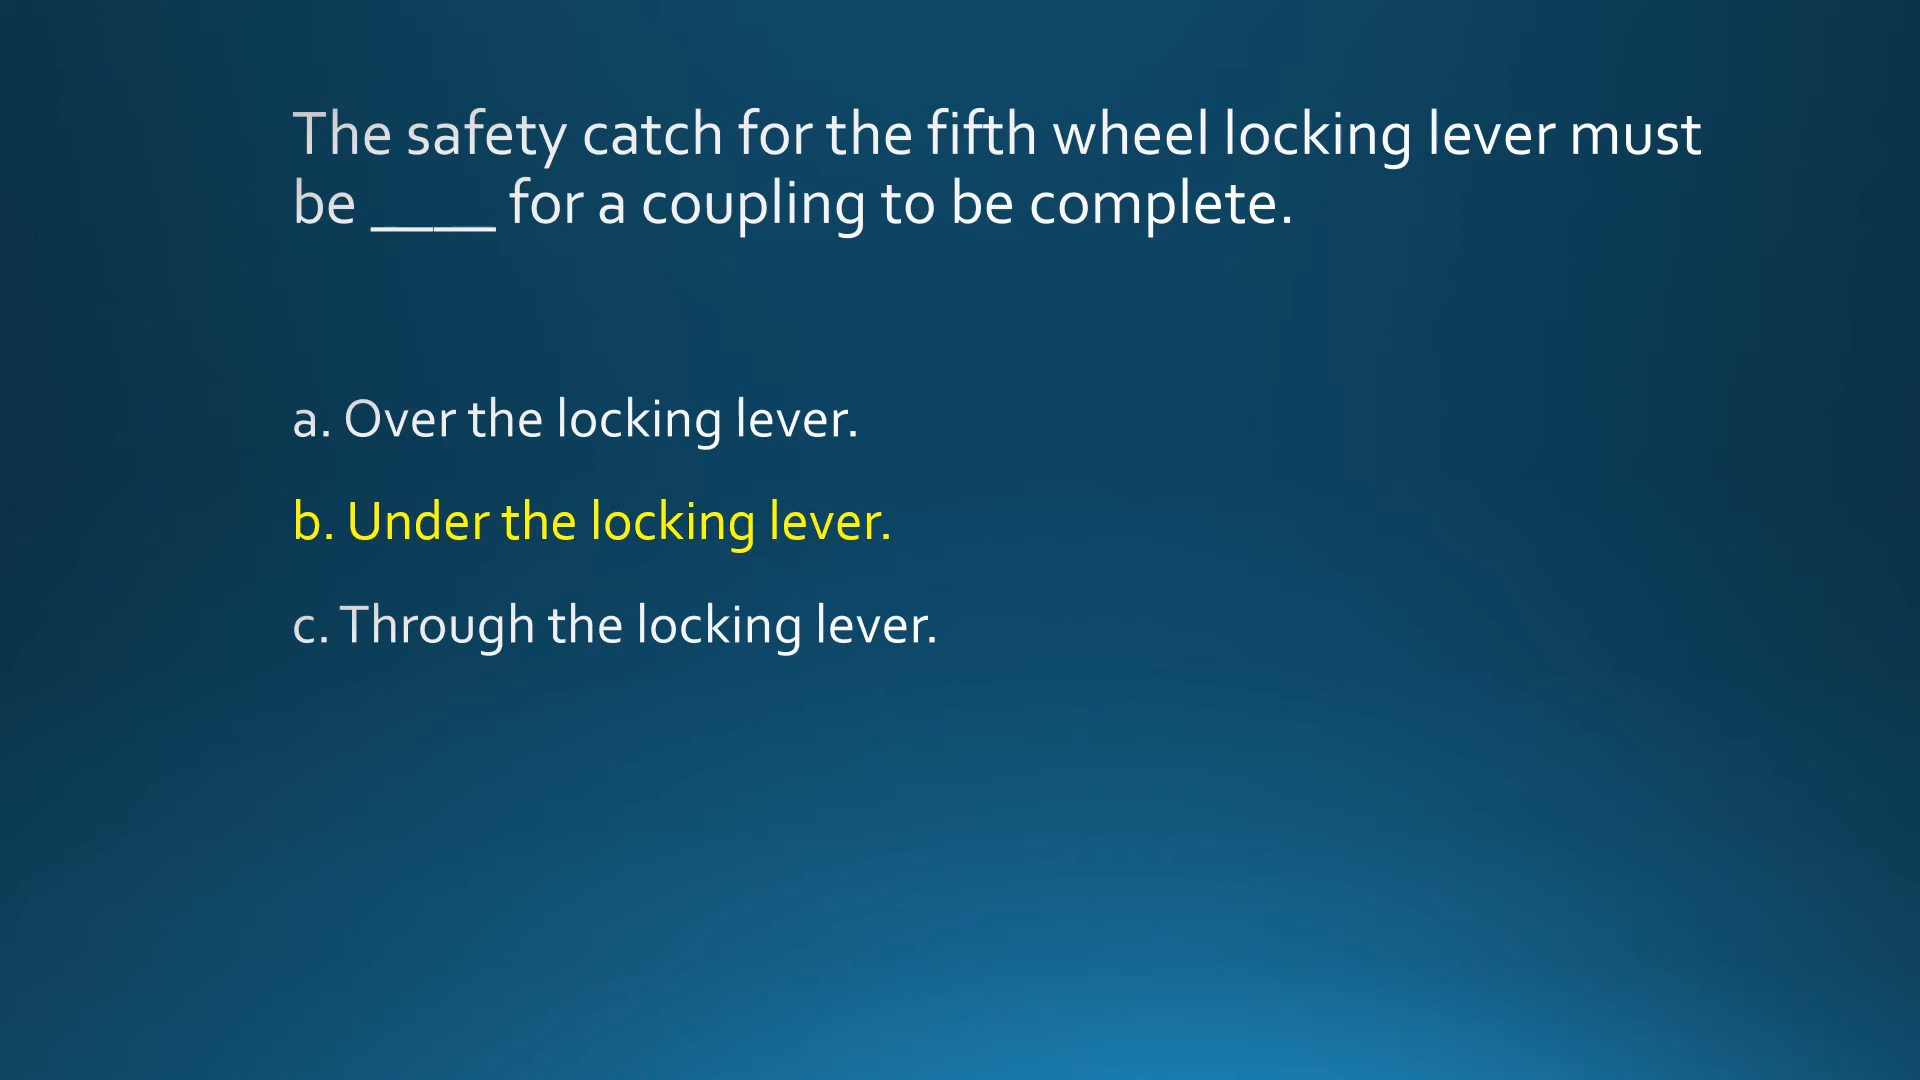 The safety catch for the fifth wheel locking lever must
be ____ for a coupling to be complete.
a. Over the locking lever.
b. Under the locking lever.
c. Through the locking lever.